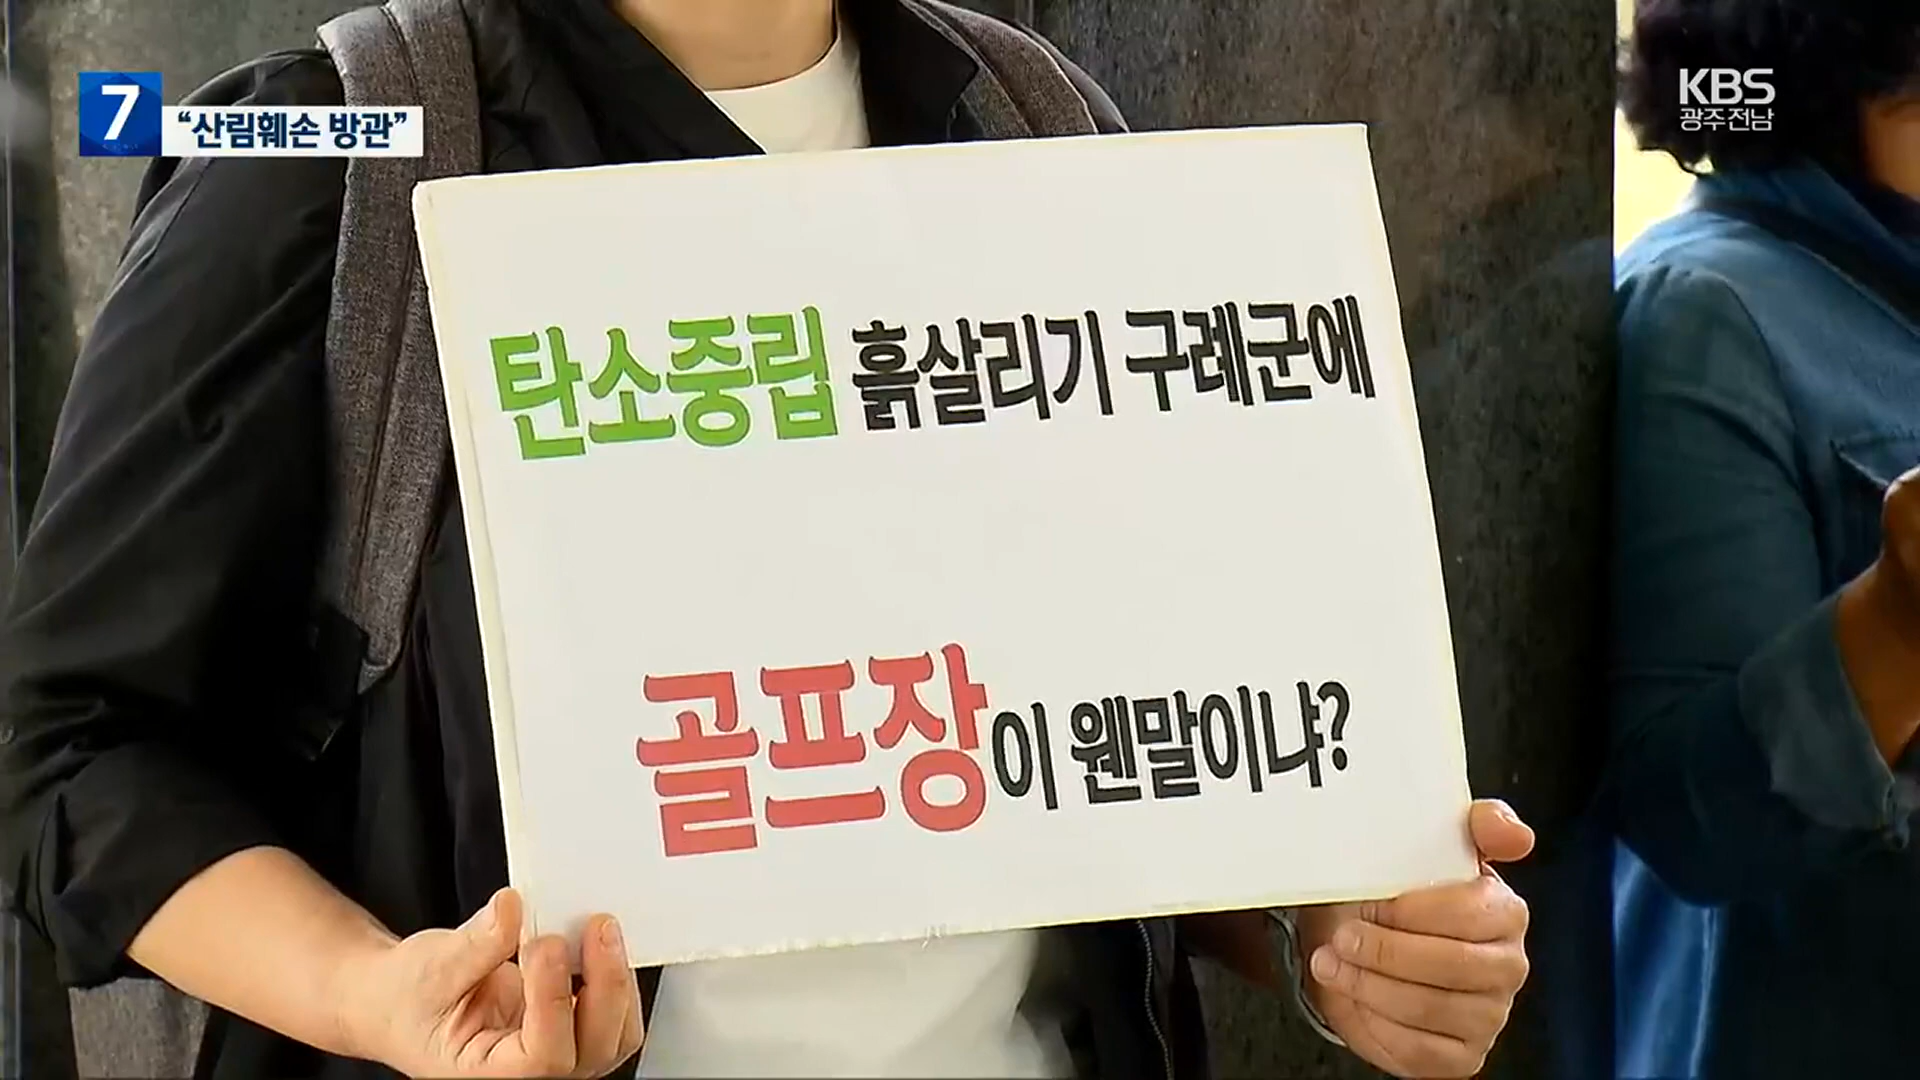 7
“산림훼손 방관”
KBS
광주전남
탄소중립 흙살리기 구례군에
골프장이 웬말이냐?